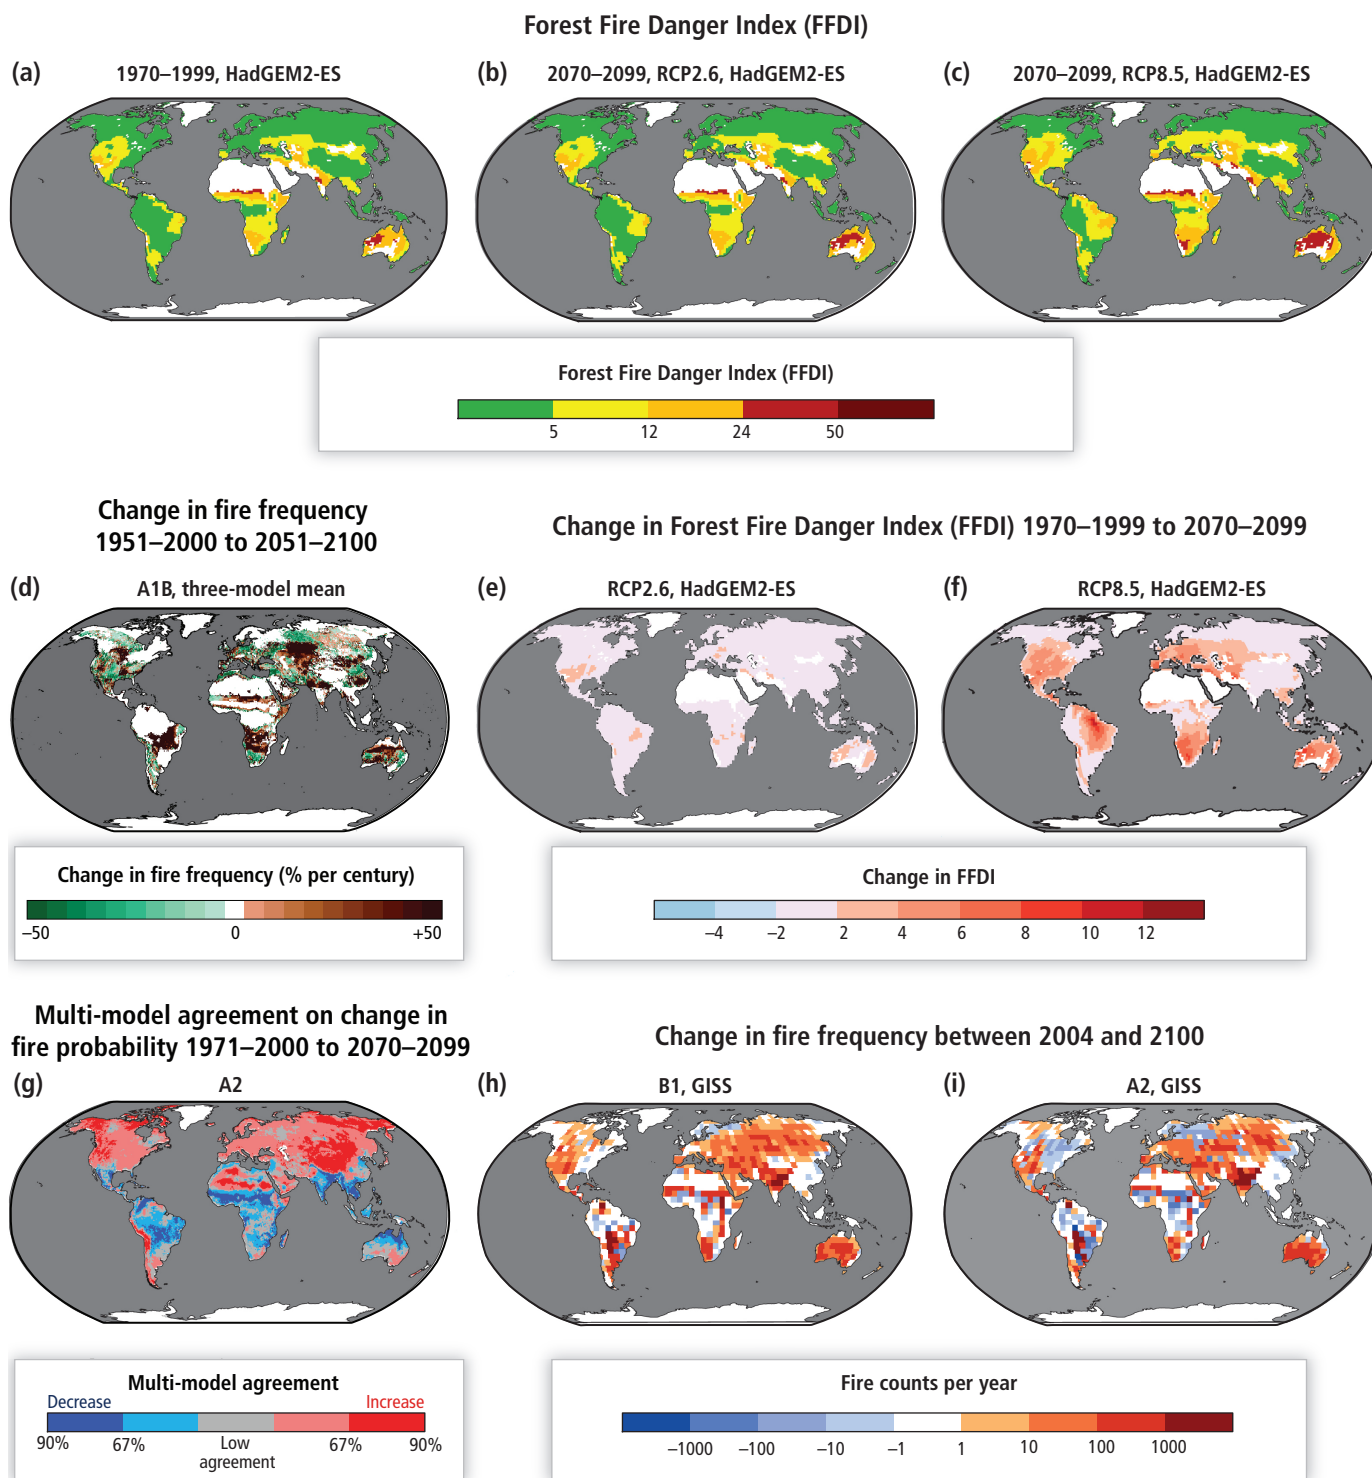 Forest Fire Danger Index (FFDI)
(a) 1970–1999, HadGEM2-ES
(b) 2070–2099, RCP2.6, HadGEM2-ES
(c) 2070–2099, RCP8.5, HadGEM2-ES
Forest Fire Danger Index (FFDI)
5 12 24 50
Change in fire frequency
1951–2000 to 2051–2100
Change in Forest Fire Danger Index (FFDI) 1970–1999 to 2070–2099
(d) A1B, three-model mean
(e) RCP2.6, HadGEM2-ES
(f) RCP8.5, HadGEM2-ES
Change in fire frequency (% per century)
–50 0 +50
Change in FFDI
–4 –2 2 4 6 8 10 12
Multi-model agreement on change in
fire probability 1971–2000 to 2070–2099
Change in fire frequency between 2004 and 2100
(g) A2
(h) B1, GISS
(i) A2, GISS
Multi-model agreement
Decrease Increase
90% 67% Low 67% 90%
agreement
Fire counts per year
–1000 –100 –10 –1 1 10 100 1000